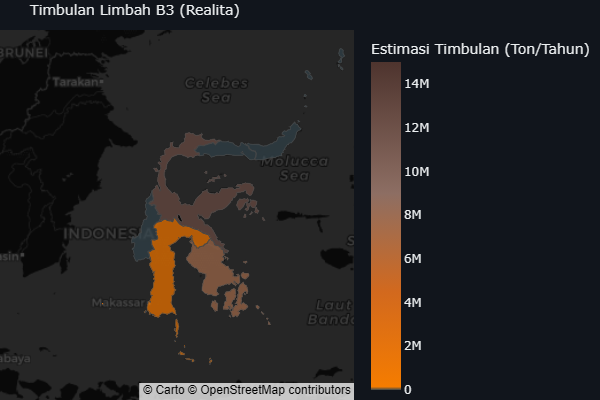 Timbulan Limbah B3 (Realita)
BRUNEI
Tarakan
Celebes
Sea
Molucca
Sea
INDONESIA
Makassar
Laut
Banda
© Carto © OpenStreetMap contributors
Estimasi Timbulan (Ton/Tahun)
14M
12M
10M
8M
6M
4M
2M
0